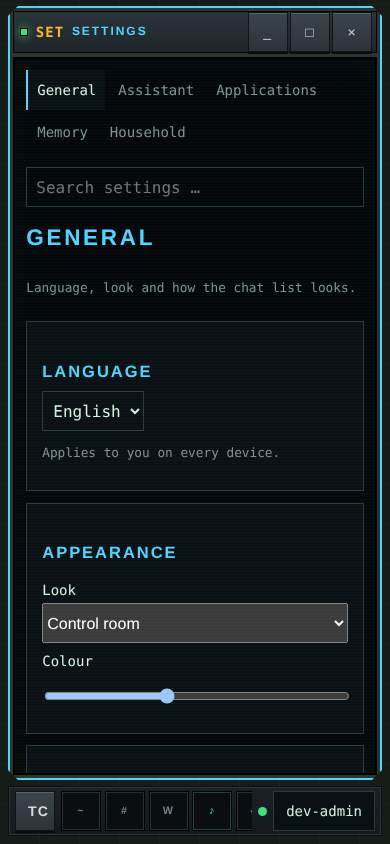 SET SETTINGS _ □ ×
General Assistant Applications
Memory Household
Search settings …
GENERAL
Language, look and how the chat list looks.
LANGUAGE
English
Applies to you on every device.
APPEARANCE
Look
Control room
Colour
TC ~ # W ♪ dev-admin